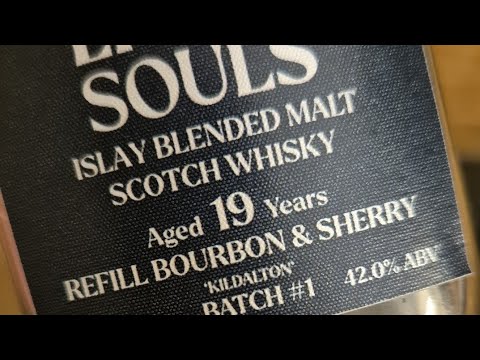 SOULS
ISLAY BLENDED MALT
SCOTCH WHISKY
Aged 19 Years
REFILL BOURBON & SHERRY
'KILDALTON'
BATCH #1 42.0% ABV